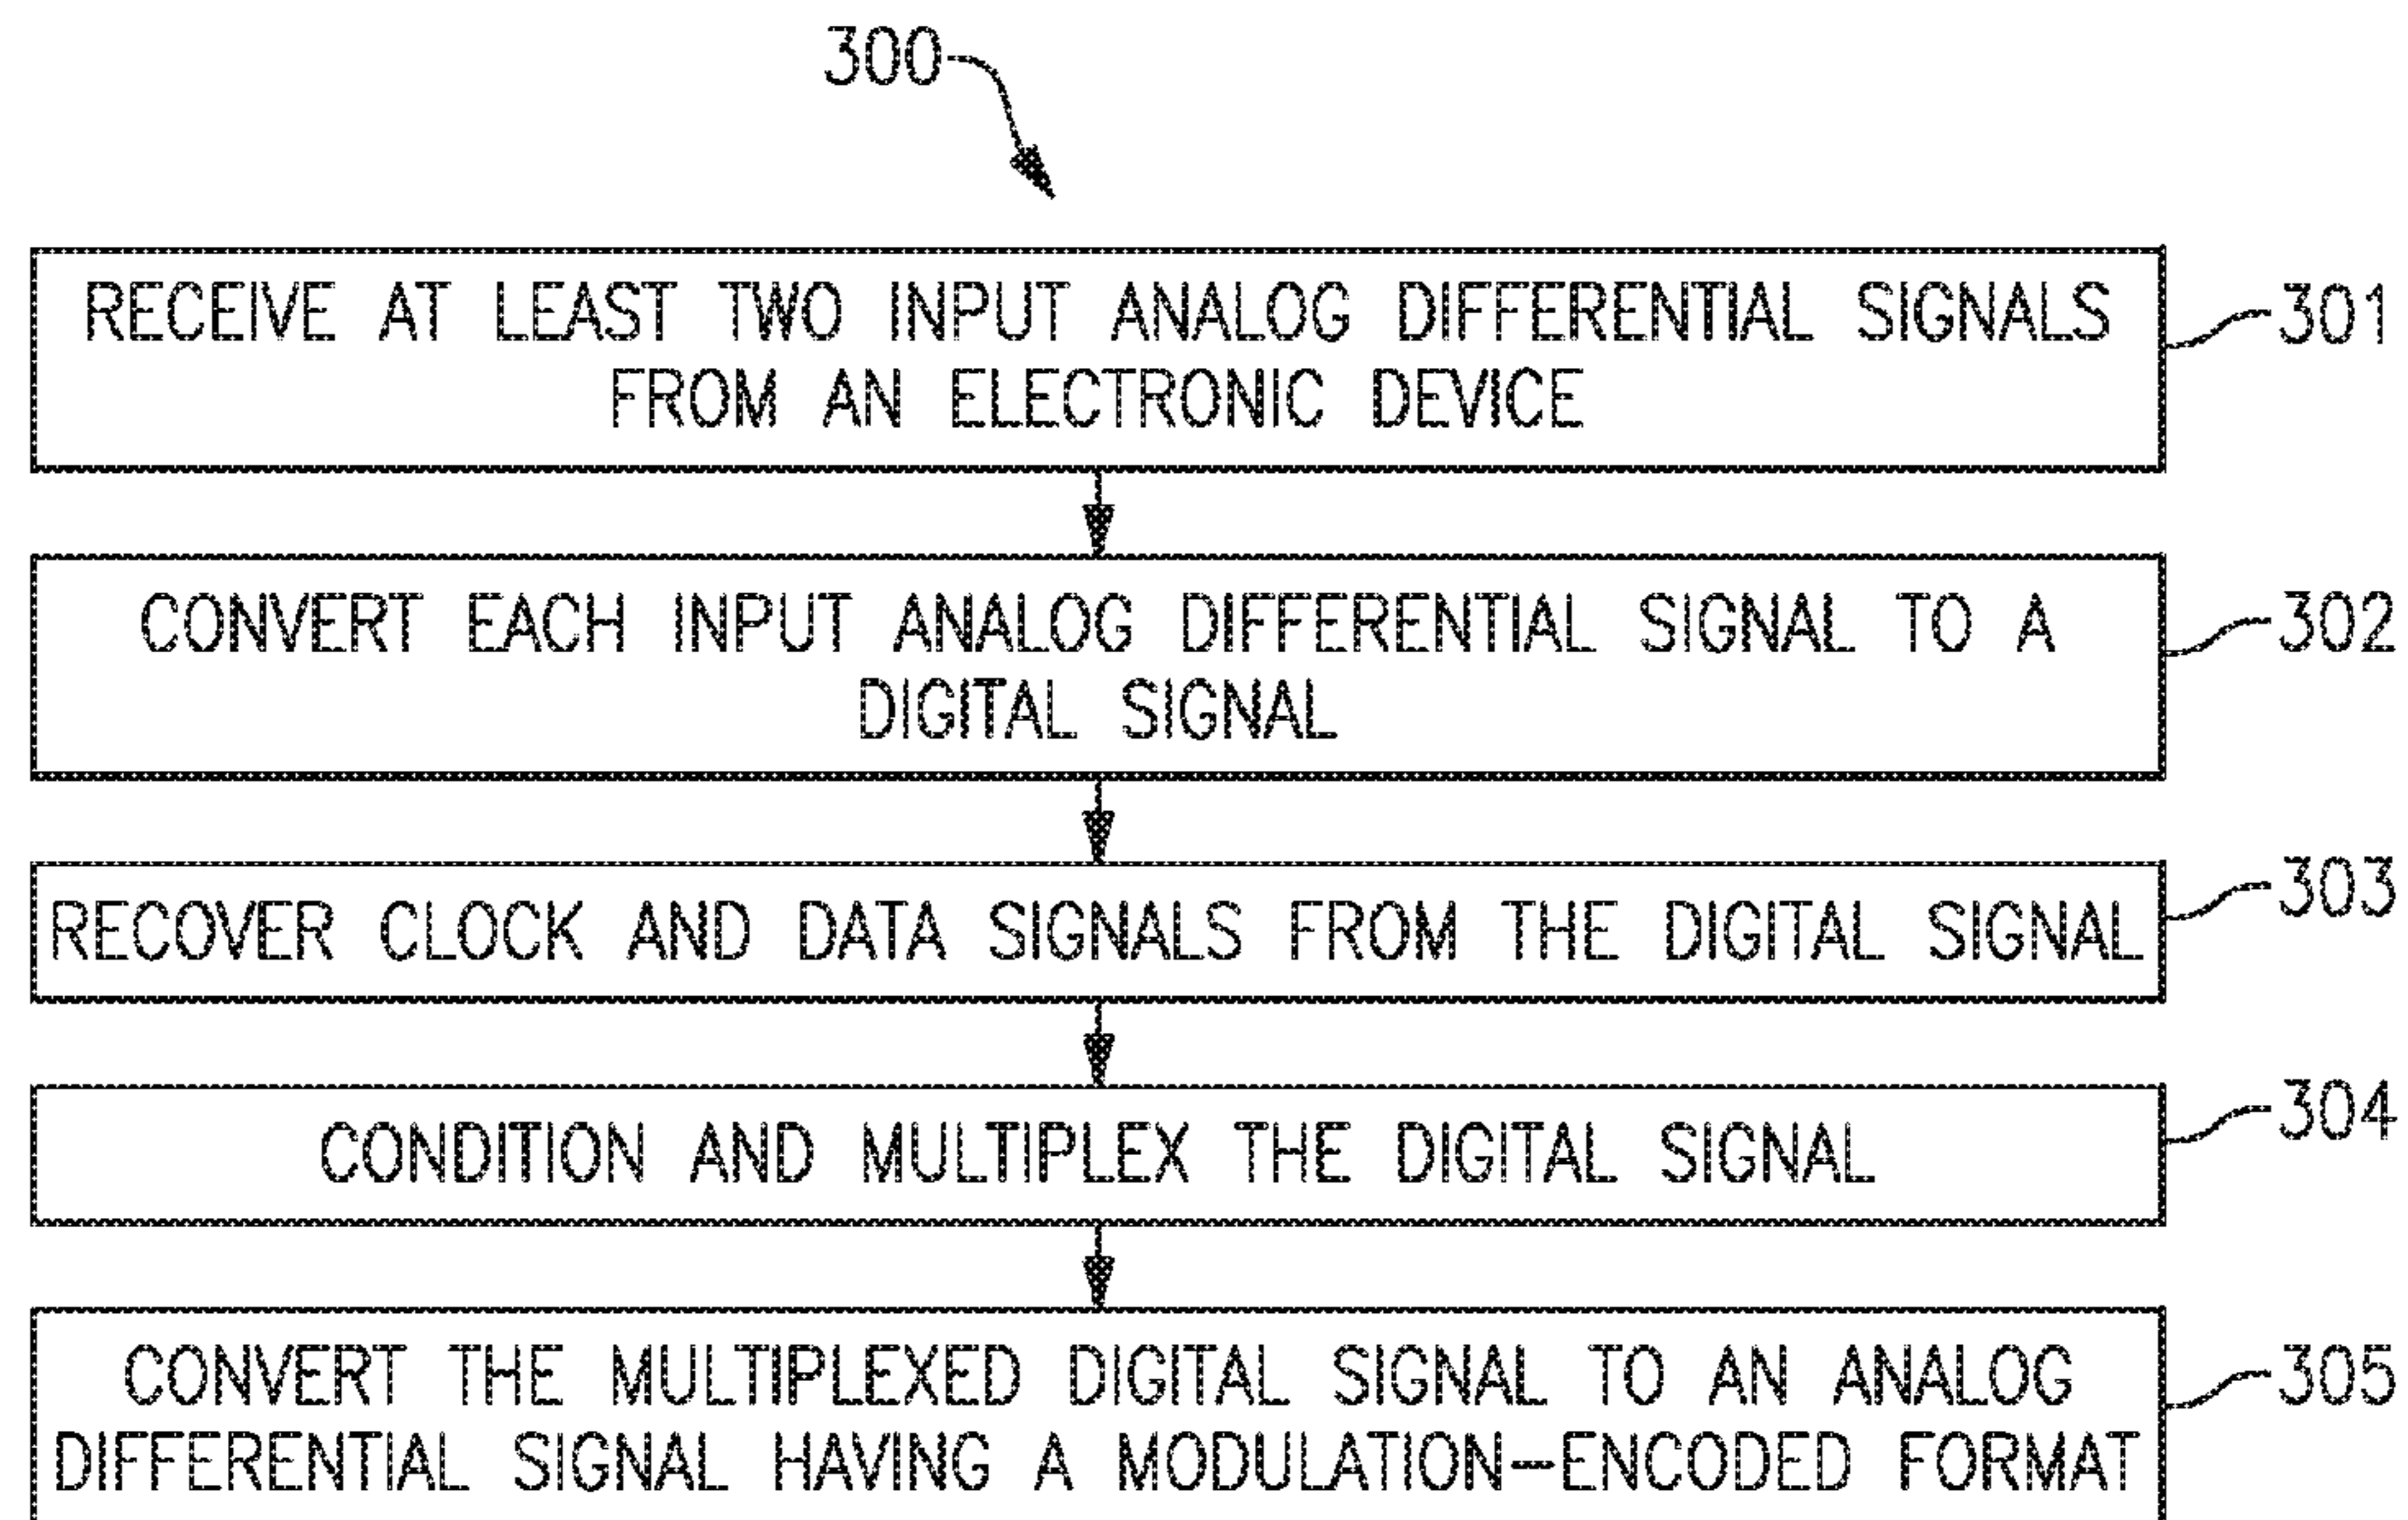 300
RECEIVE AT LEAST TWO INPUT ANALOG DIFFERENTIAL SIGNALS
FROM AN ELECTRONIC DEVICE
301
CONVERT EACH INPUT ANALOG DIFFERENTIAL SIGNAL TO A
DIGITAL SIGNAL
302
RECOVER CLOCK AND DATA SIGNALS FROM THE DIGITAL SIGNAL
303
CONDITION AND MULTIPLEX THE DIGITAL SIGNAL
304
CONVERT THE MULTIPLEXED DIGITAL SIGNAL TO AN ANALOG
DIFFERENTIAL SIGNAL HAVING A MODULATION-ENCODED FORMAT
305